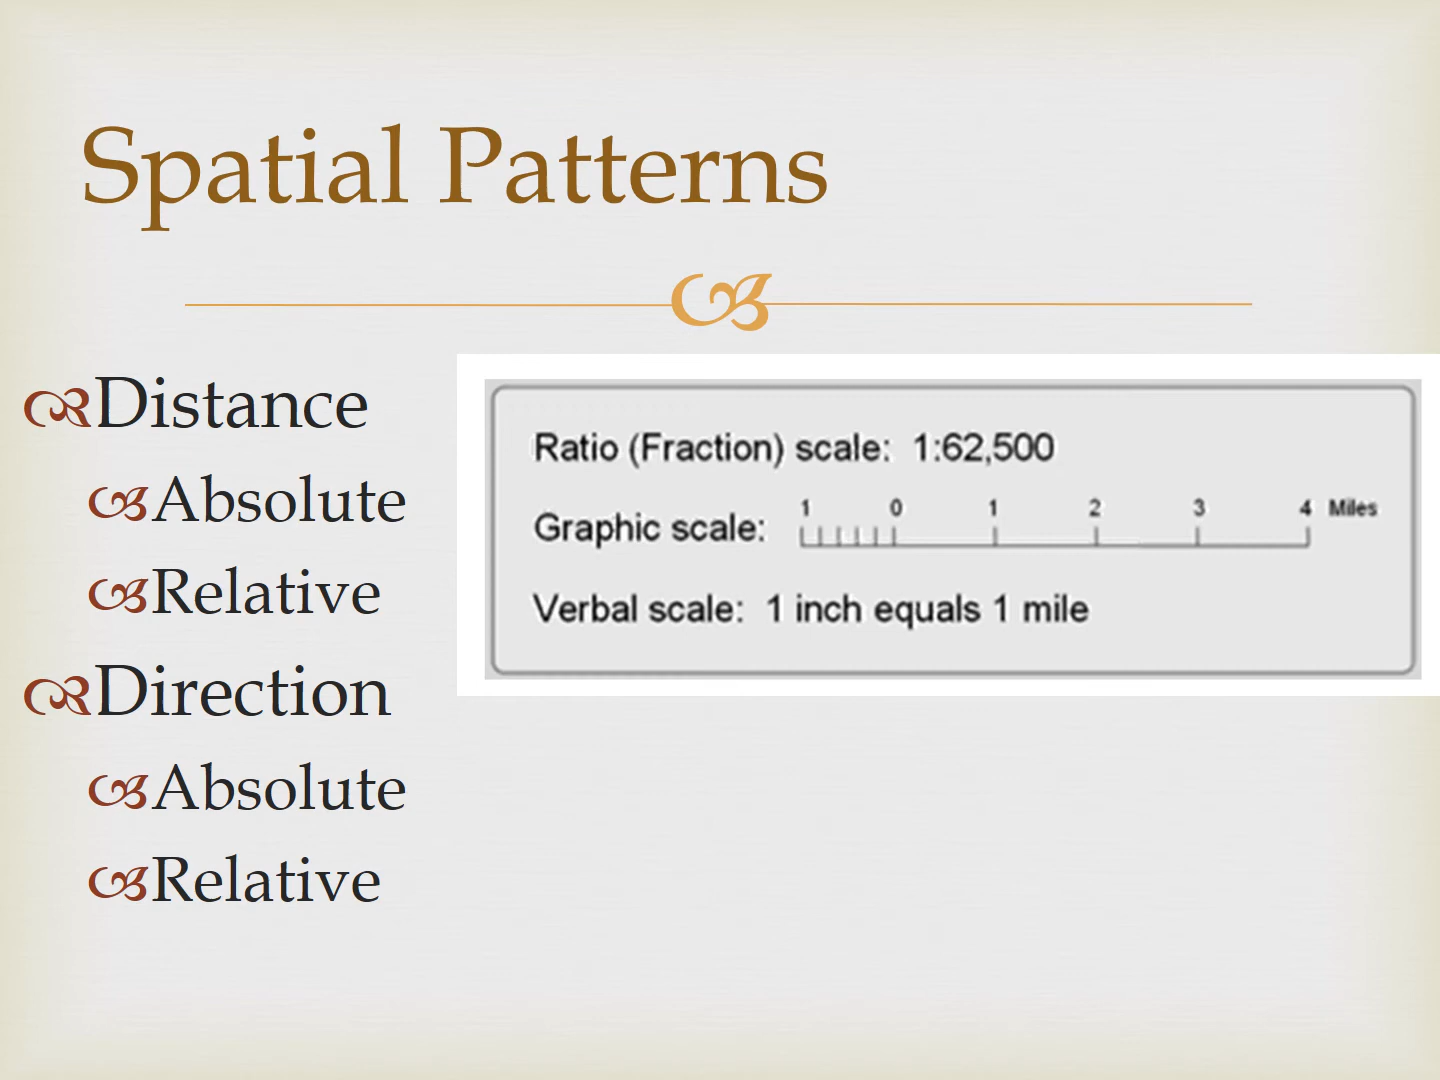 Spatial Patterns
Distance
Absolute
Relative
Direction
Absolute
Relative
Ratio (Fraction) scale: 1:62,500
Graphic scale: 1 0 1 2 3 4 Miles
Verbal scale: 1 inch equals 1 mile